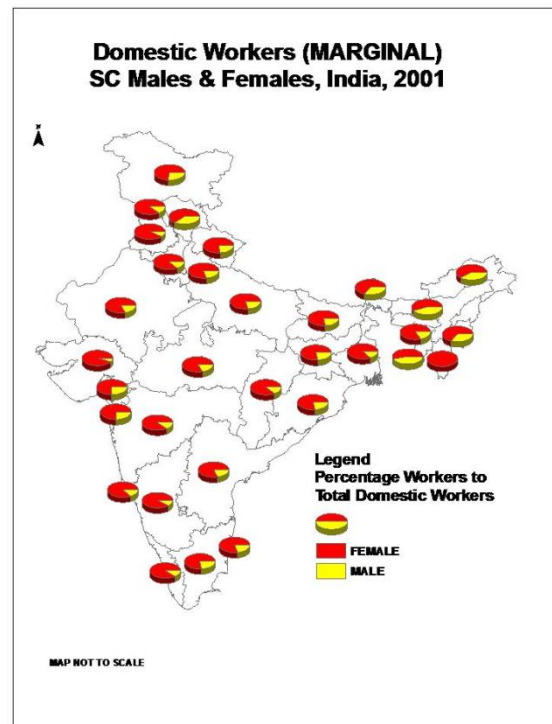 Domestic Workers (MARGINAL)
SC Males & Females, India, 2001
Legend
Percentage Workers to
Total Domestic Workers
FEMALE
MALE
MAP NOT TO SCALE